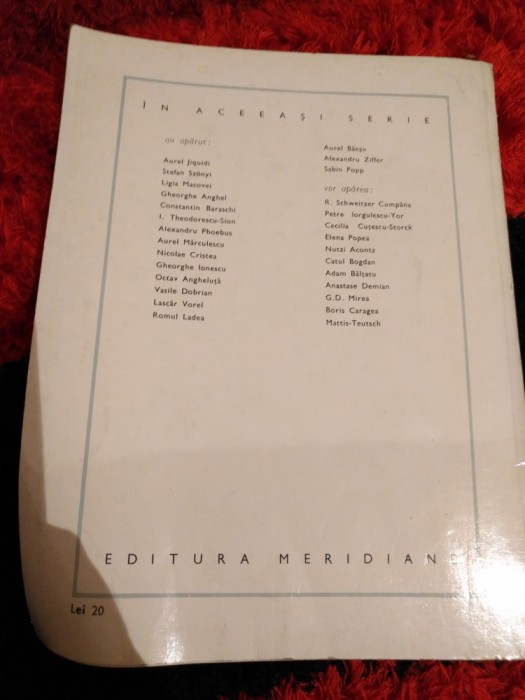 ÎN ACEEAȘI SERIE
au apărut:
Aurel Jiquidi
Ștefan Szönyi
Ligia Macovei
Gheorghe Anghel
Constantin Baraschi
I. Theodorescu-Sion
Alexandru Phoebus
Aurel Mărculescu
Nicolae Cristea
Gheorghe Ionescu
Octav Angheluță
Vasile Dobrian
Lascăr Vorel
Romul Ladea
Aurel Băeșu
Alexandru Ziffer
Sabin Popp
vor apărea:
R. Schweitzer Cumpăna
Petre Iorgulescu-Yor
Cecilia Cuțescu-Storck
Elena Popea
Nutzi Acontz
Catul Bogdan
Adam Bălțatu
Anastase Demian
G.D. Mirea
Boris Caragea
Mattis-Teutsch
EDITURA MERIDIANE
Lei 20